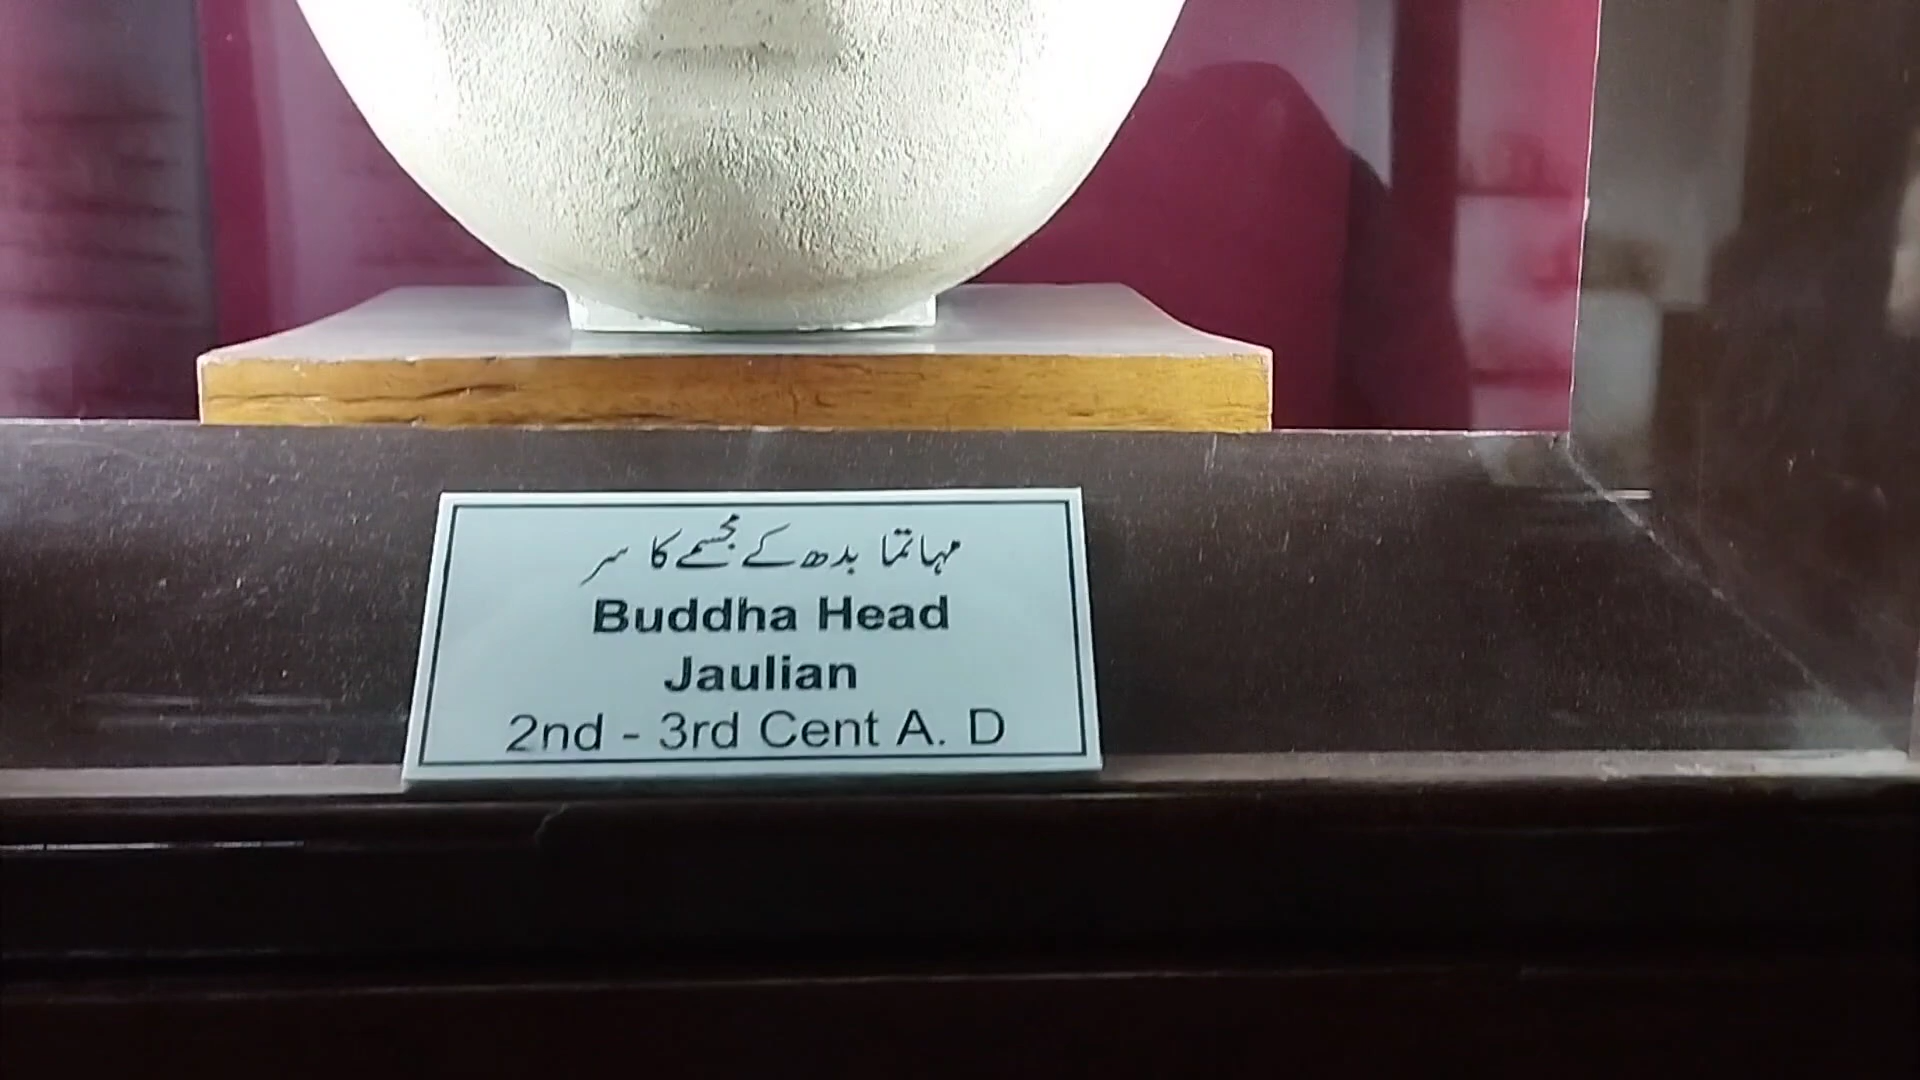 مہاتما بدھ کے مجسمے کا سر
Buddha Head
Jaulian
2nd - 3rd Cent A. D